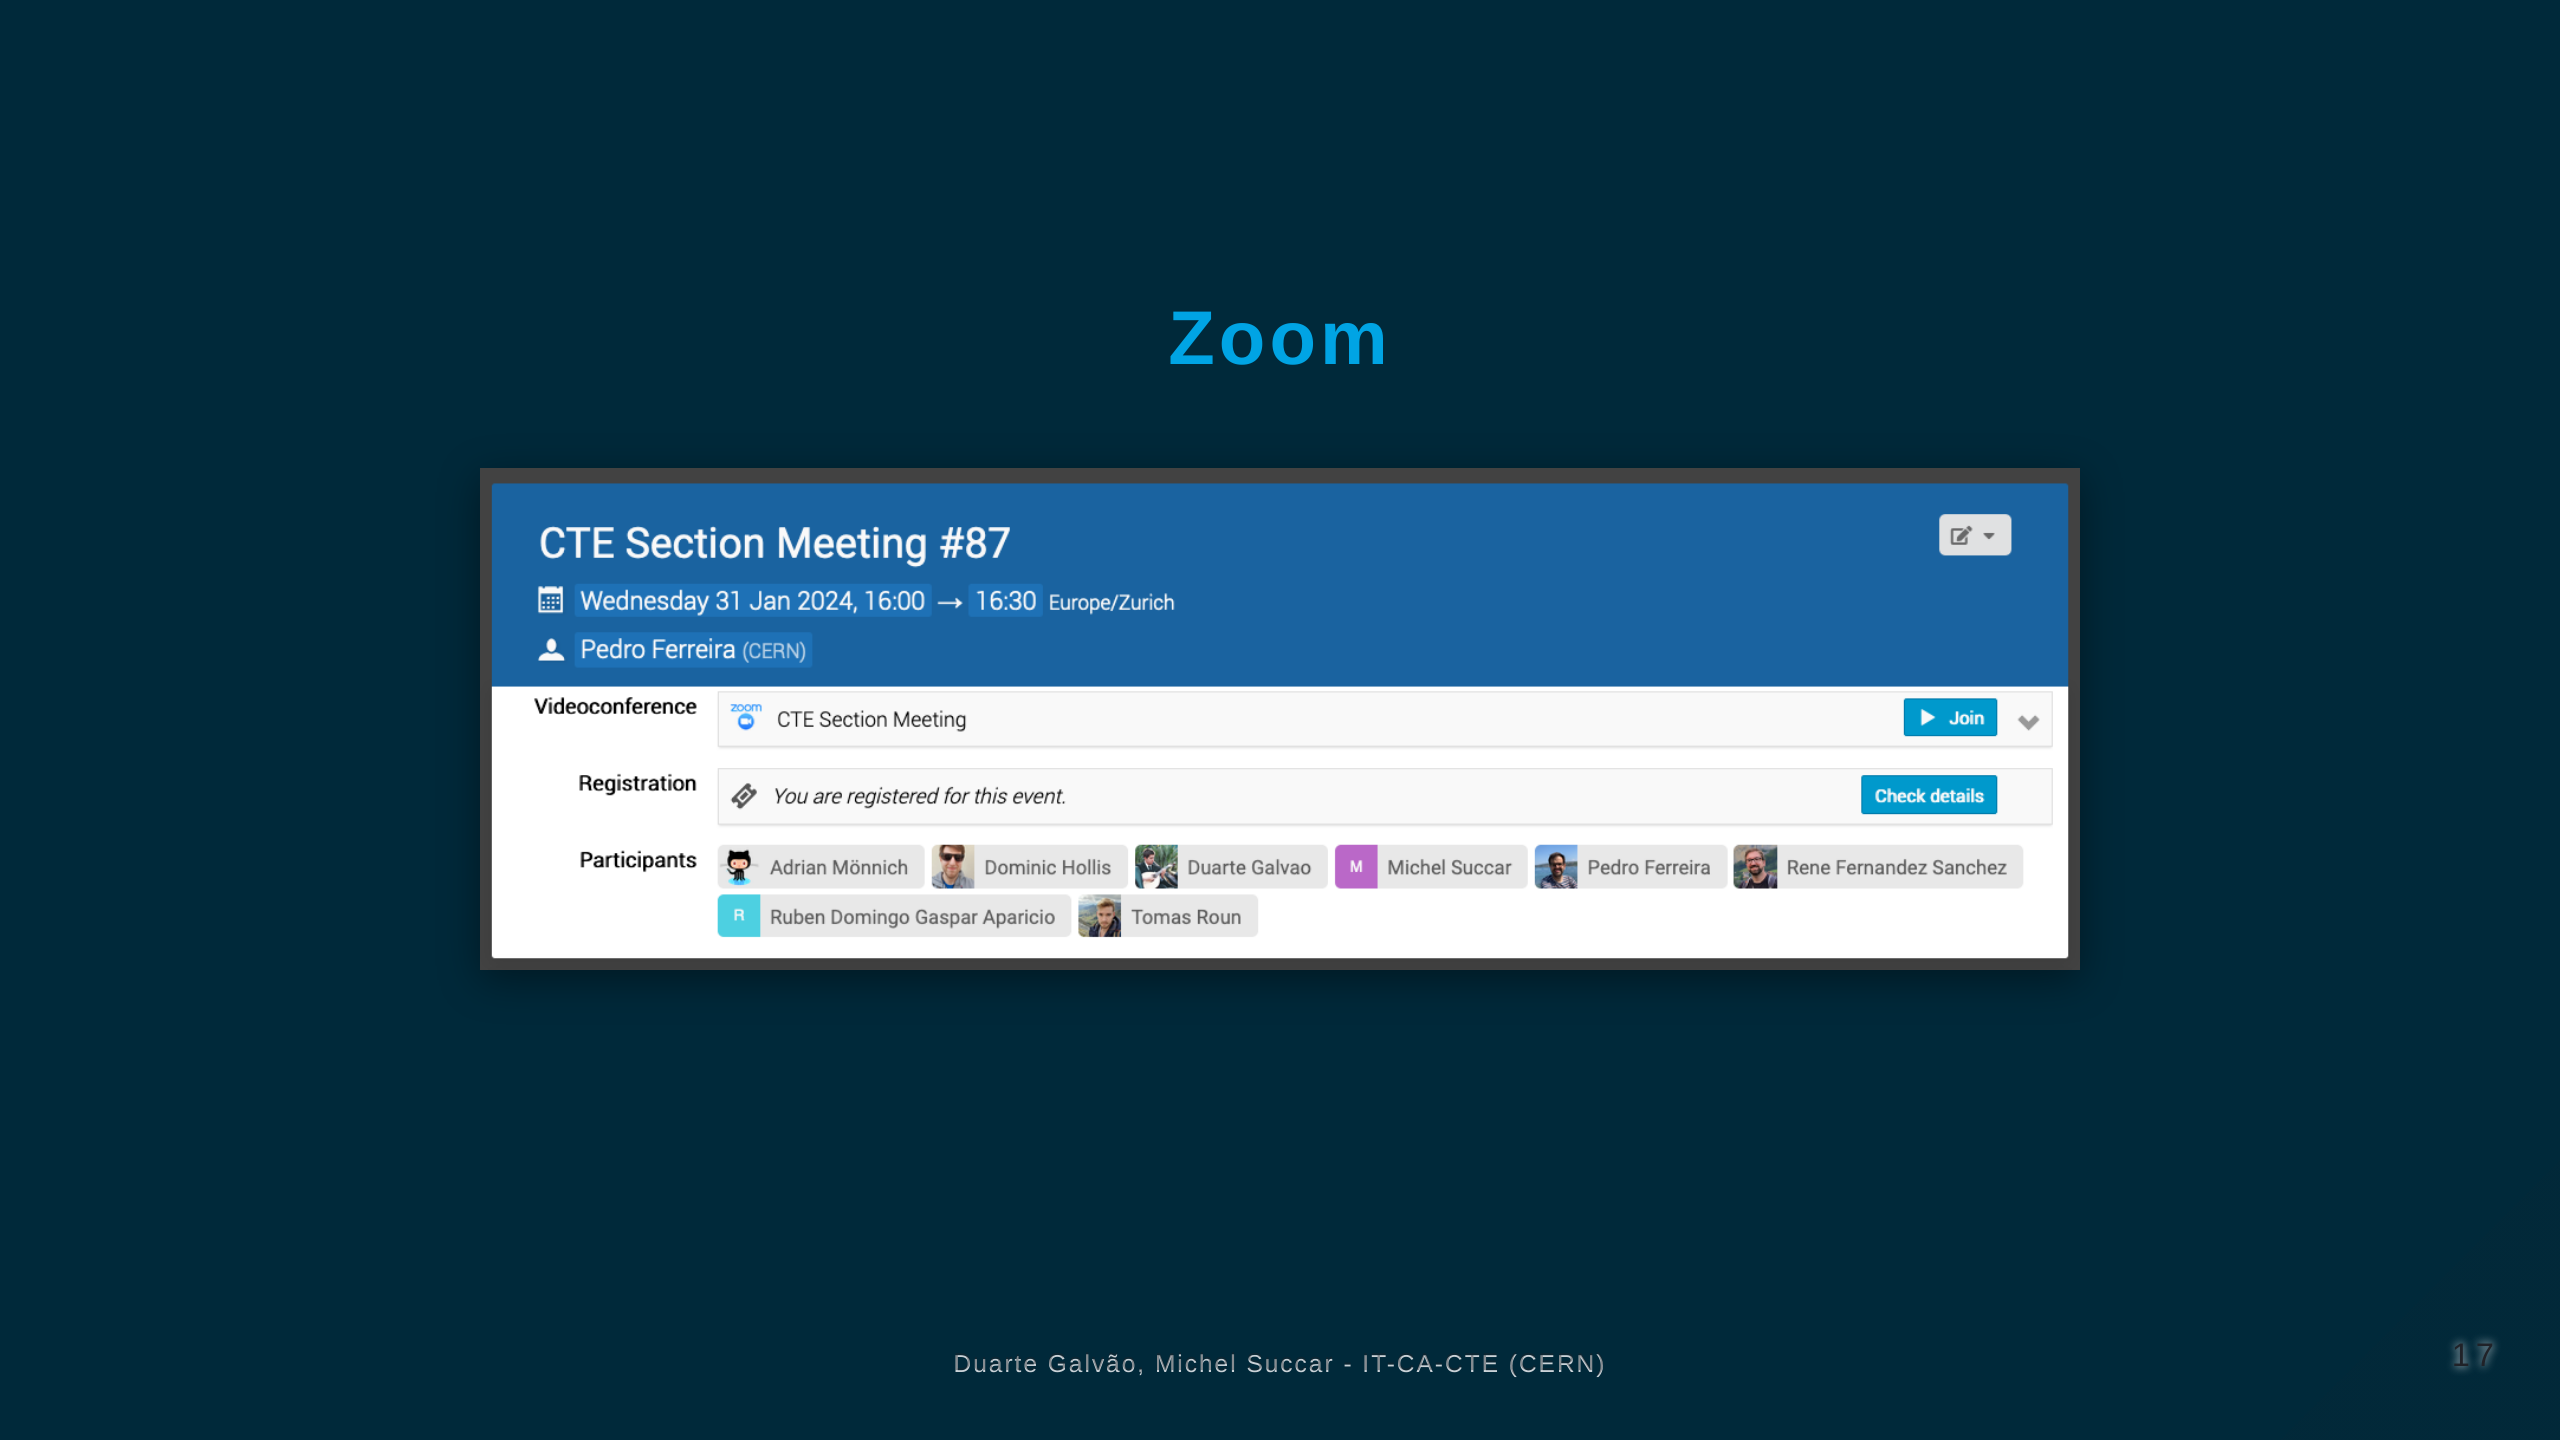 Zoom
CTE Section Meeting #87
Wednesday 31 Jan 2024, 16:00 → 16:30 Europe/Zurich
Pedro Ferreira (CERN)
Videoconference zoom CTE Section Meeting Join
Registration You are registered for this event. Check details
Participants Adrian Mönnich Dominic Hollis Duarte Galvao M Michel Succar Pedro Ferreira Rene Fernandez Sanchez
R Ruben Domingo Gaspar Aparicio Tomas Roun
Duarte Galvão, Michel Succar - IT-CA-CTE (CERN)
17